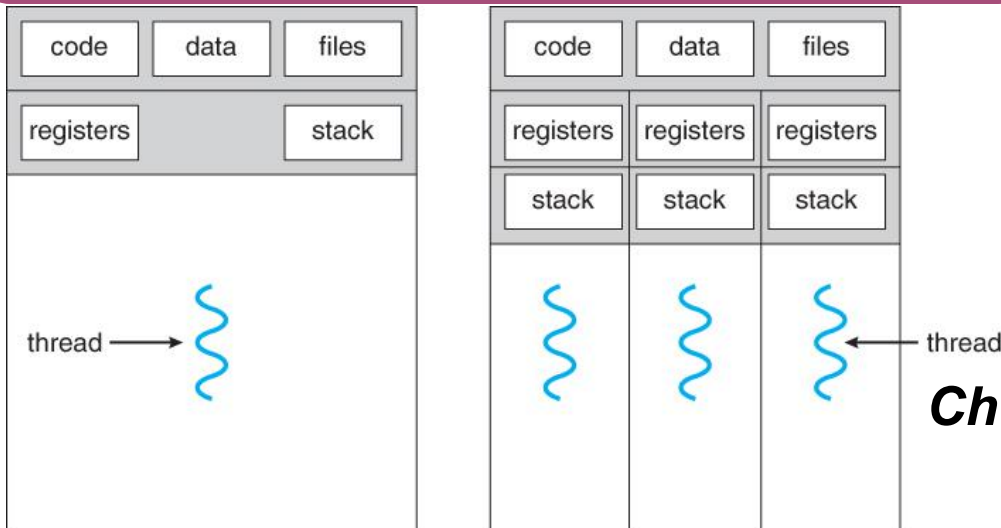 code data files
registers stack
thread
code data files
registers registers registers
stack stack stack
thread
Ch